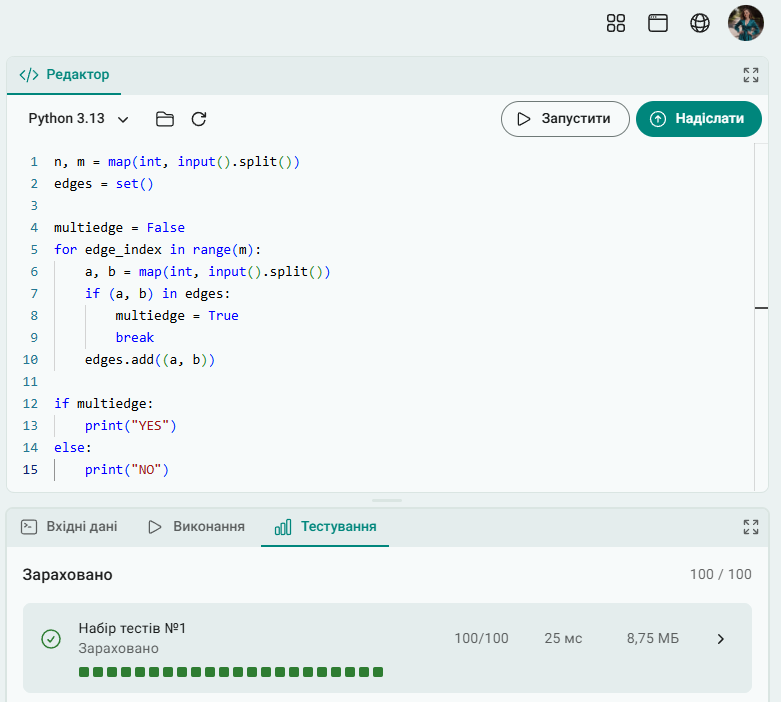 </> Редактор
Python 3.13
Запустити
Надіслати
1 n, m = map(int, input().split())
2 edges = set()
3
4 multiedge = False
5 for edge_index in range(m):
6     a, b = map(int, input().split())
7     if (a, b) in edges:
8         multiedge = True
9         break
10     edges.add((a, b))
11
12 if multiedge:
13     print("YES")
14 else:
15     print("NO")
Вхідні дані
Виконання
Тестування
Зараховано
100 / 100
Набір тестів №1
Зараховано
100/100
25 мс
8,75 МБ